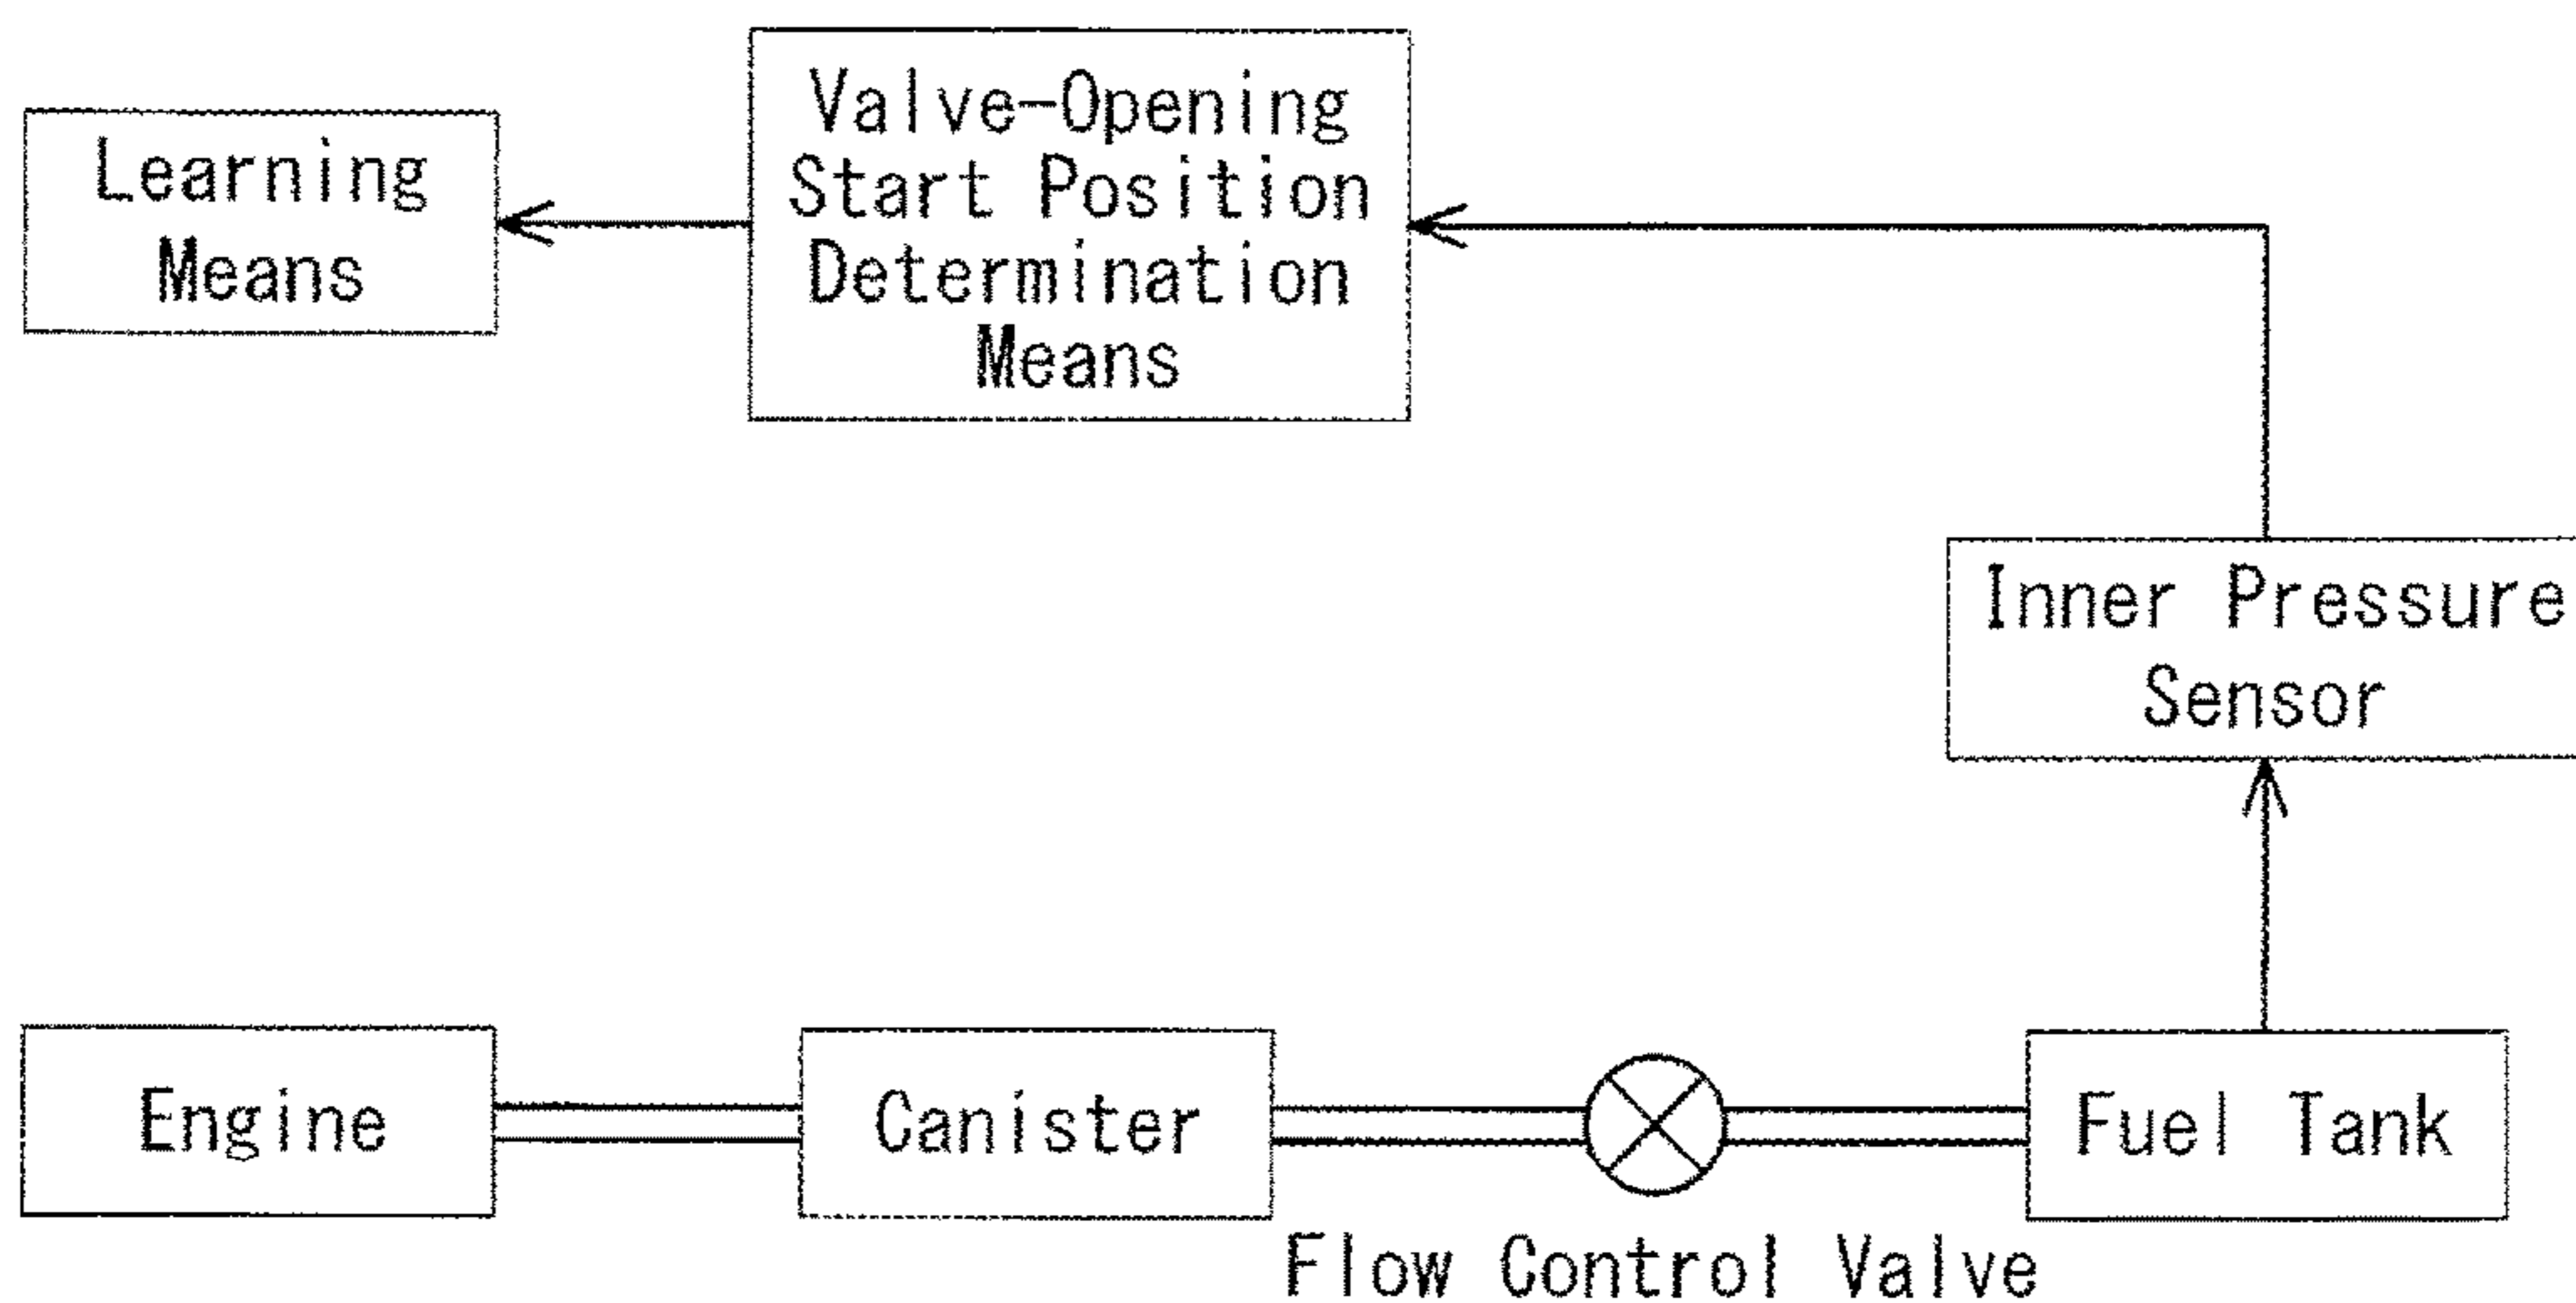 Learning
Means
Valve-Opening
Start Position
Determination
Means
Inner Pressure
Sensor
Engine
Canister
Fuel Tank
Flow Control Valve